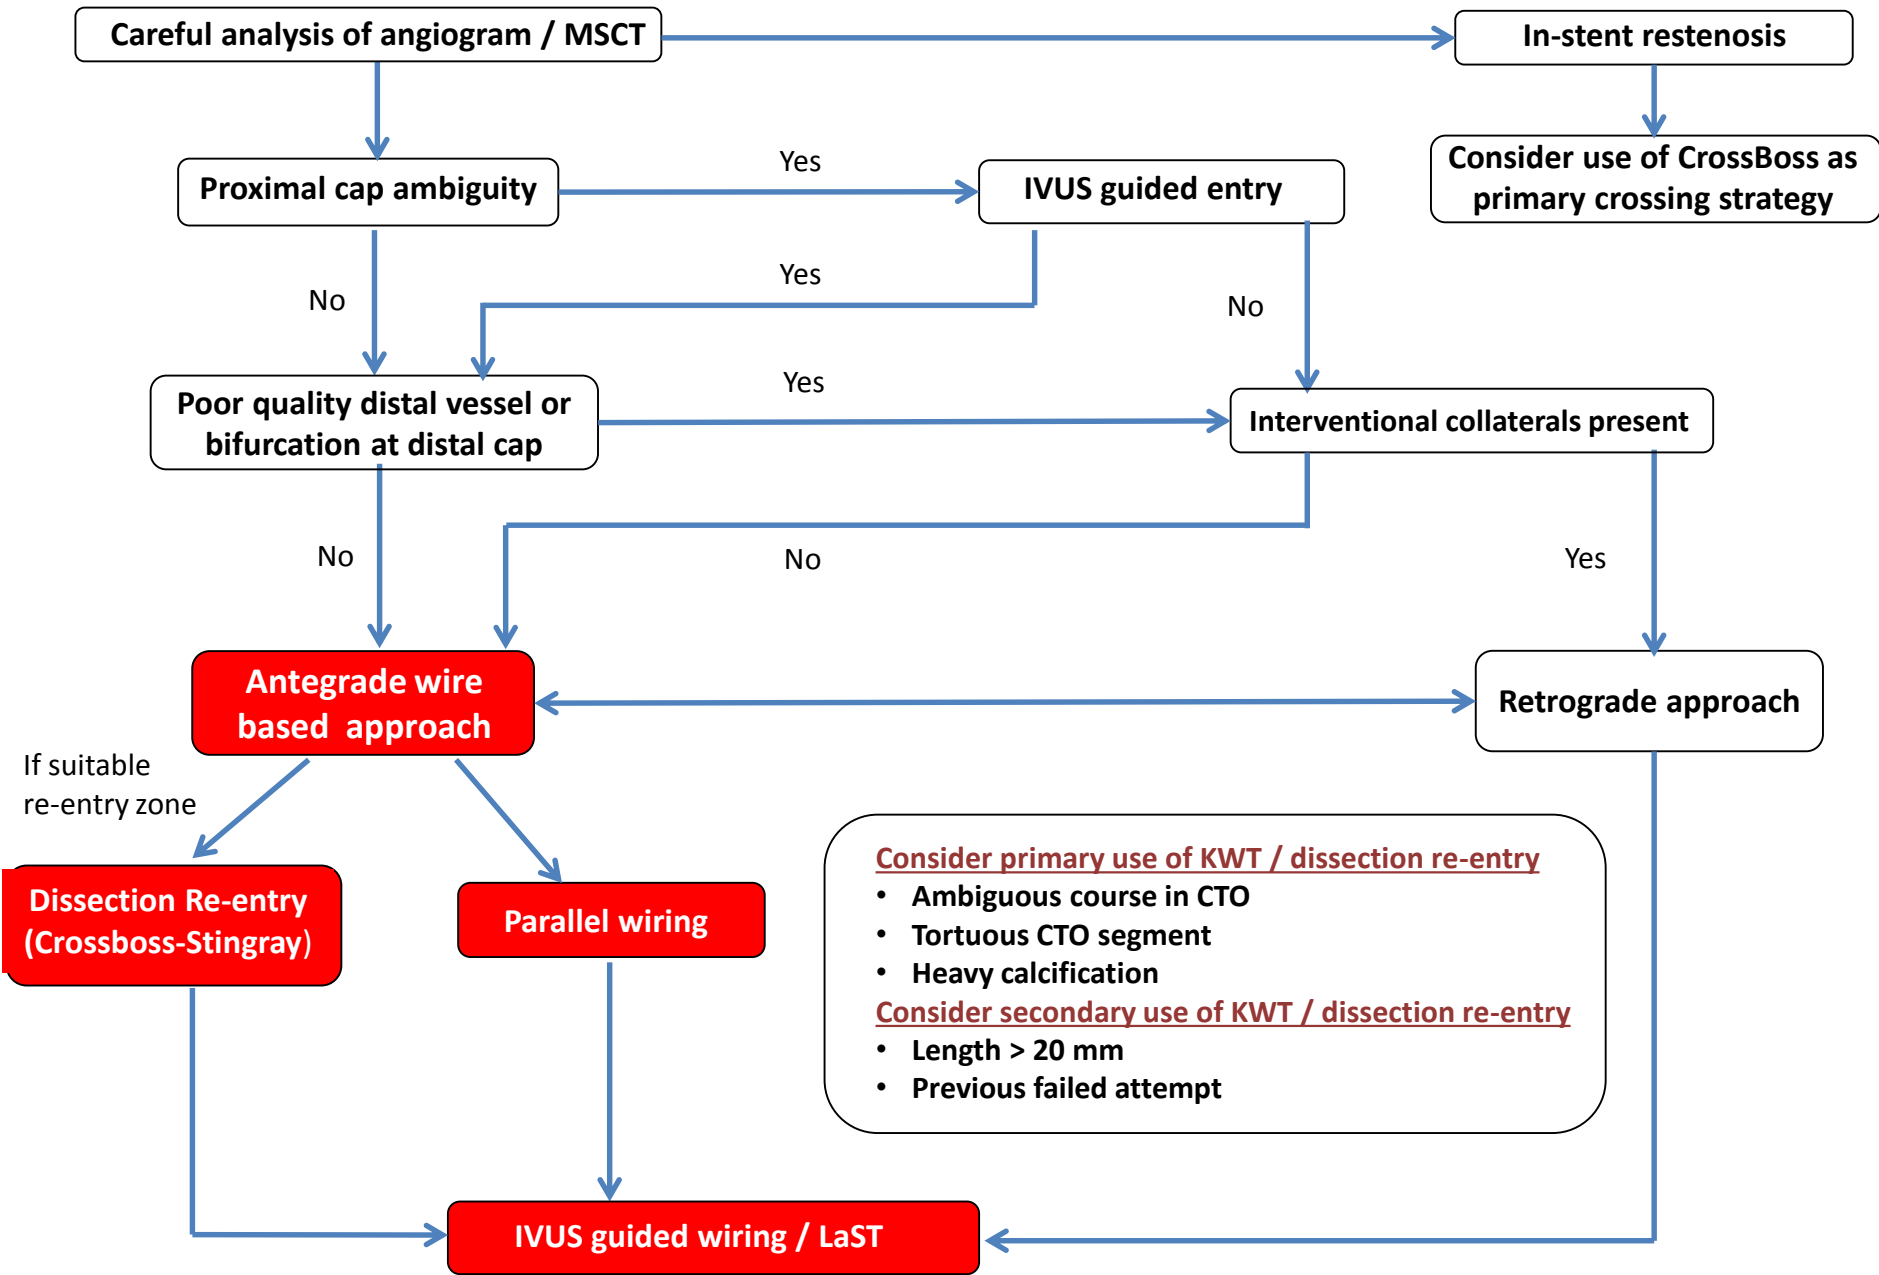 Careful analysis of angiogram / MSCT
In-stent restenosis
Consider use of CrossBoss as
primary crossing strategy
Proximal cap ambiguity
Yes
IVUS guided entry
No
Yes
No
Poor quality distal vessel or
bifurcation at distal cap
Yes
Interventional collaterals present
No
No
Yes
Antegrade wire
based approach
Retrograde approach
If suitable
re-entry zone
Dissection Re-entry
(Crossboss-Stingray)
Parallel wiring
Consider primary use of KWT / dissection re-entry
• Ambiguous course in CTO
• Tortuous CTO segment
• Heavy calcification
Consider secondary use of KWT / dissection re-entry
• Length > 20 mm
• Previous failed attempt
IVUS guided wiring / LaST